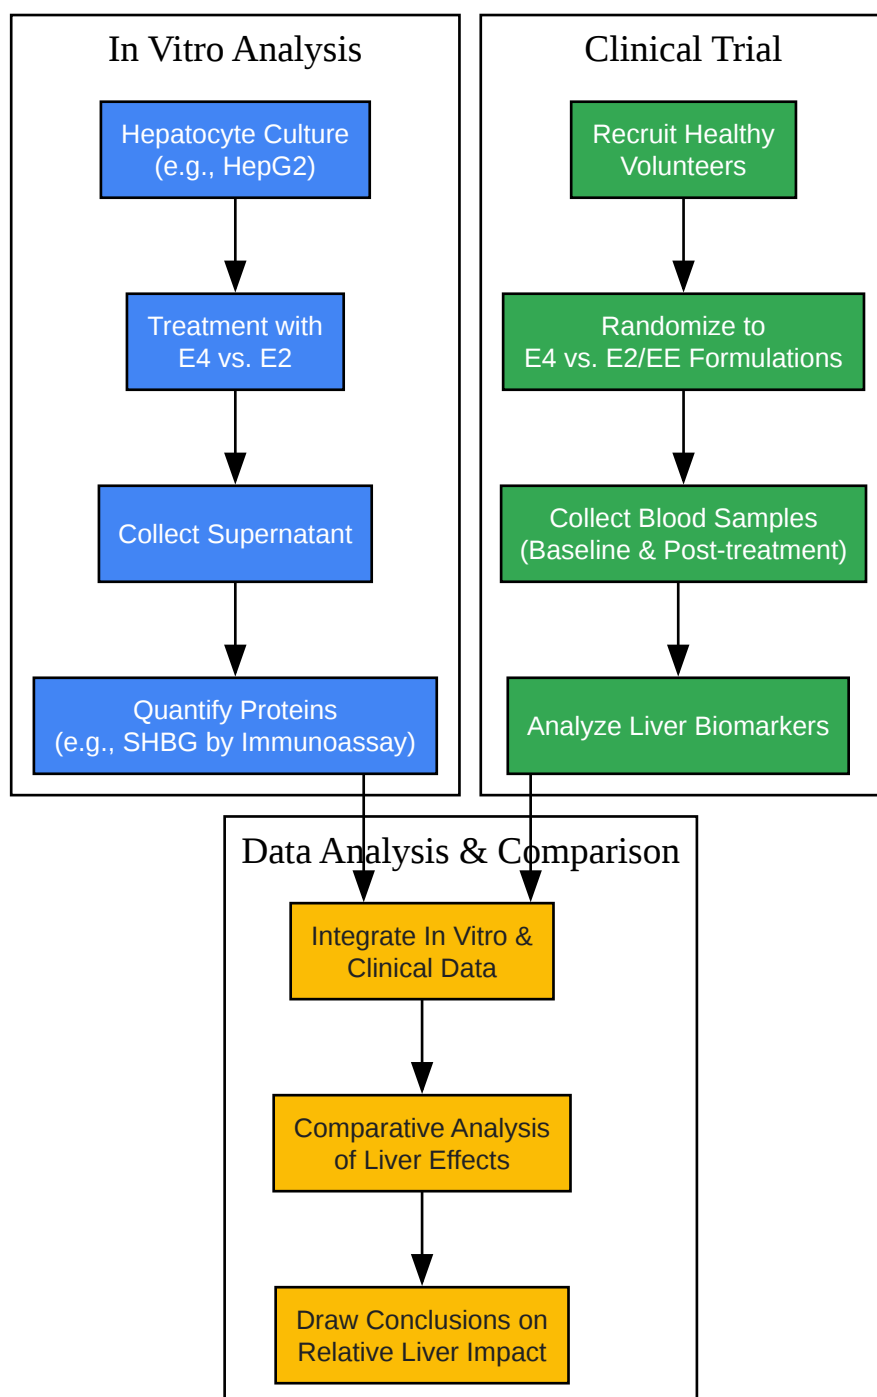 In Vitro Analysis
Hepatocyte Culture
(e.g., HepG2)
Treatment with
E4 vs. E2
Collect Supernatant
Quantify Proteins
(e.g., SHBG by Immunoassay)
Clinical Trial
Recruit Healthy
Volunteers
Randomize to
E4 vs. E2/EE Formulations
Collect Blood Samples
(Baseline & Post-treatment)
Analyze Liver Biomarkers
Data Analysis & Comparison
Integrate In Vitro &
Clinical Data
Comparative Analysis
of Liver Effects
Draw Conclusions on
Relative Liver Impact